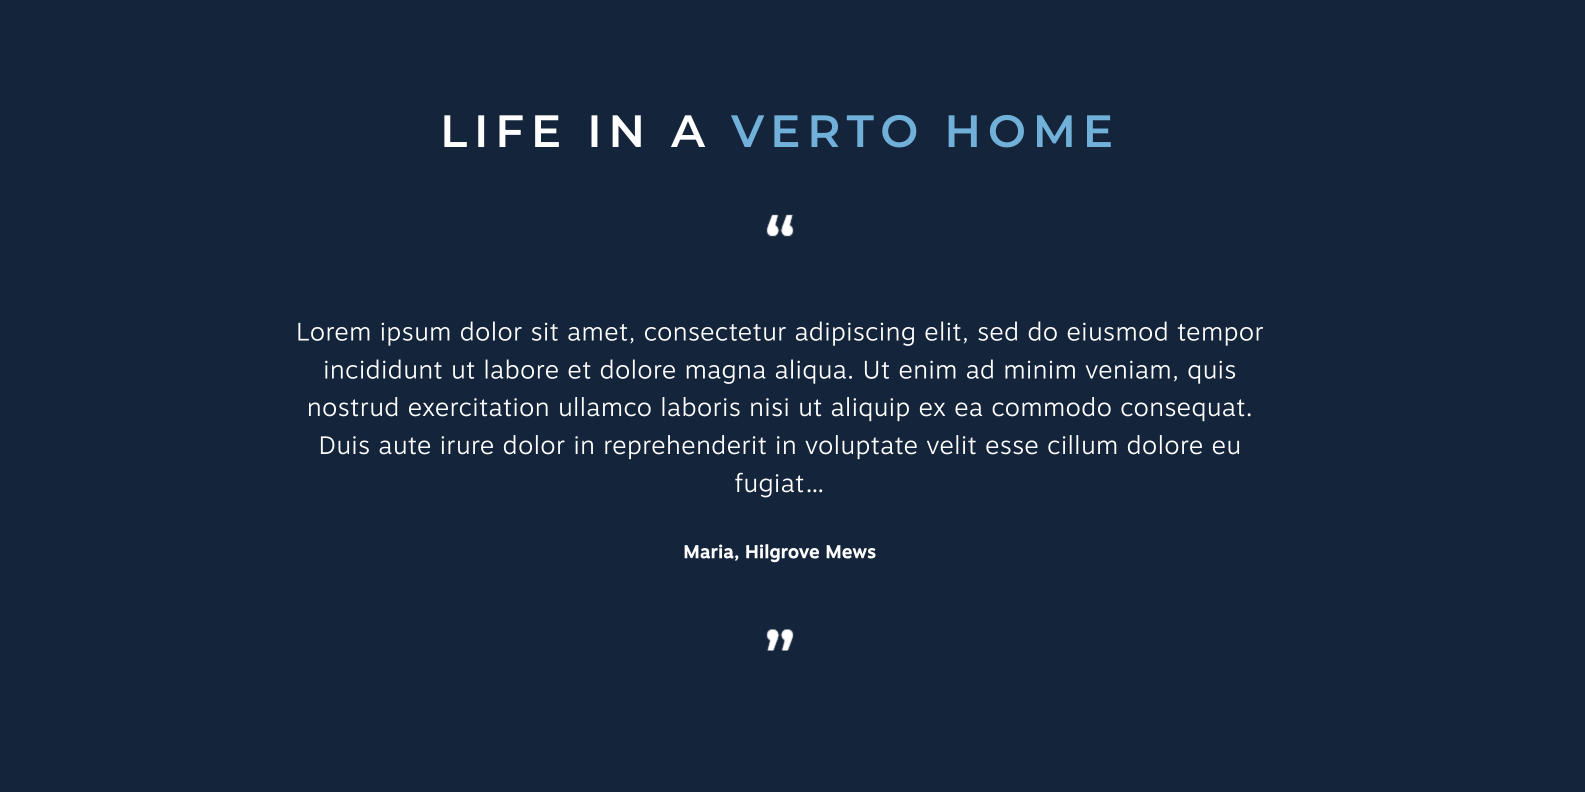 LIFE IN A VERTO HOME
“
Lorem ipsum dolor sit amet, consectetur adipiscing elit, sed do eiusmod tempor
incididunt ut labore et dolore magna aliqua. Ut enim ad minim veniam, quis
nostrud exercitation ullamco laboris nisi ut aliquip ex ea commodo consequat.
Duis aute irure dolor in reprehenderit in voluptate velit esse cillum dolore eu
fugiat...
Maria, Hilgrove Mews
”